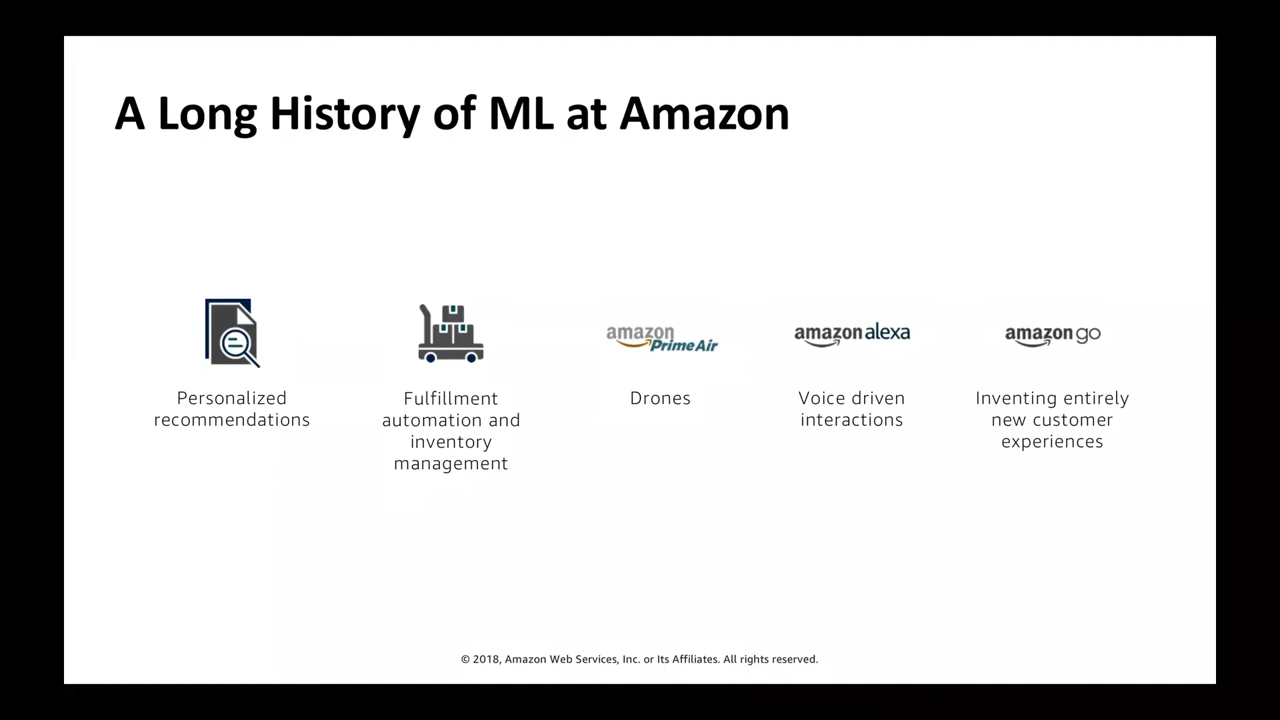 A Long History of ML at Amazon
amazon
PrimeAir
amazon alexa
amazon go
Personalized
recommendations
Fulfillment
automation and
inventory
management
Drones
Voice driven
interactions
Inventing entirely
new customer
experiences
© 2018, Amazon Web Services, Inc. or Its Affiliates. All rights reserved.